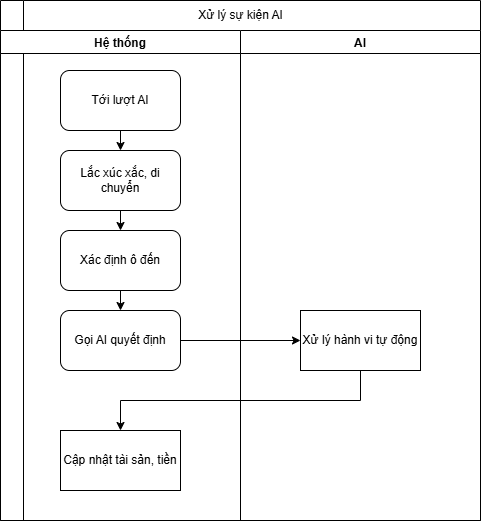 Xử lý sự kiện AI
Hệ thống
AI
Tới lượt AI
Lắc xúc xắc, di
chuyển
Xác định ô đến
Gọi AI quyết định
Xử lý hành vi tự động
Cập nhật tài sản, tiền